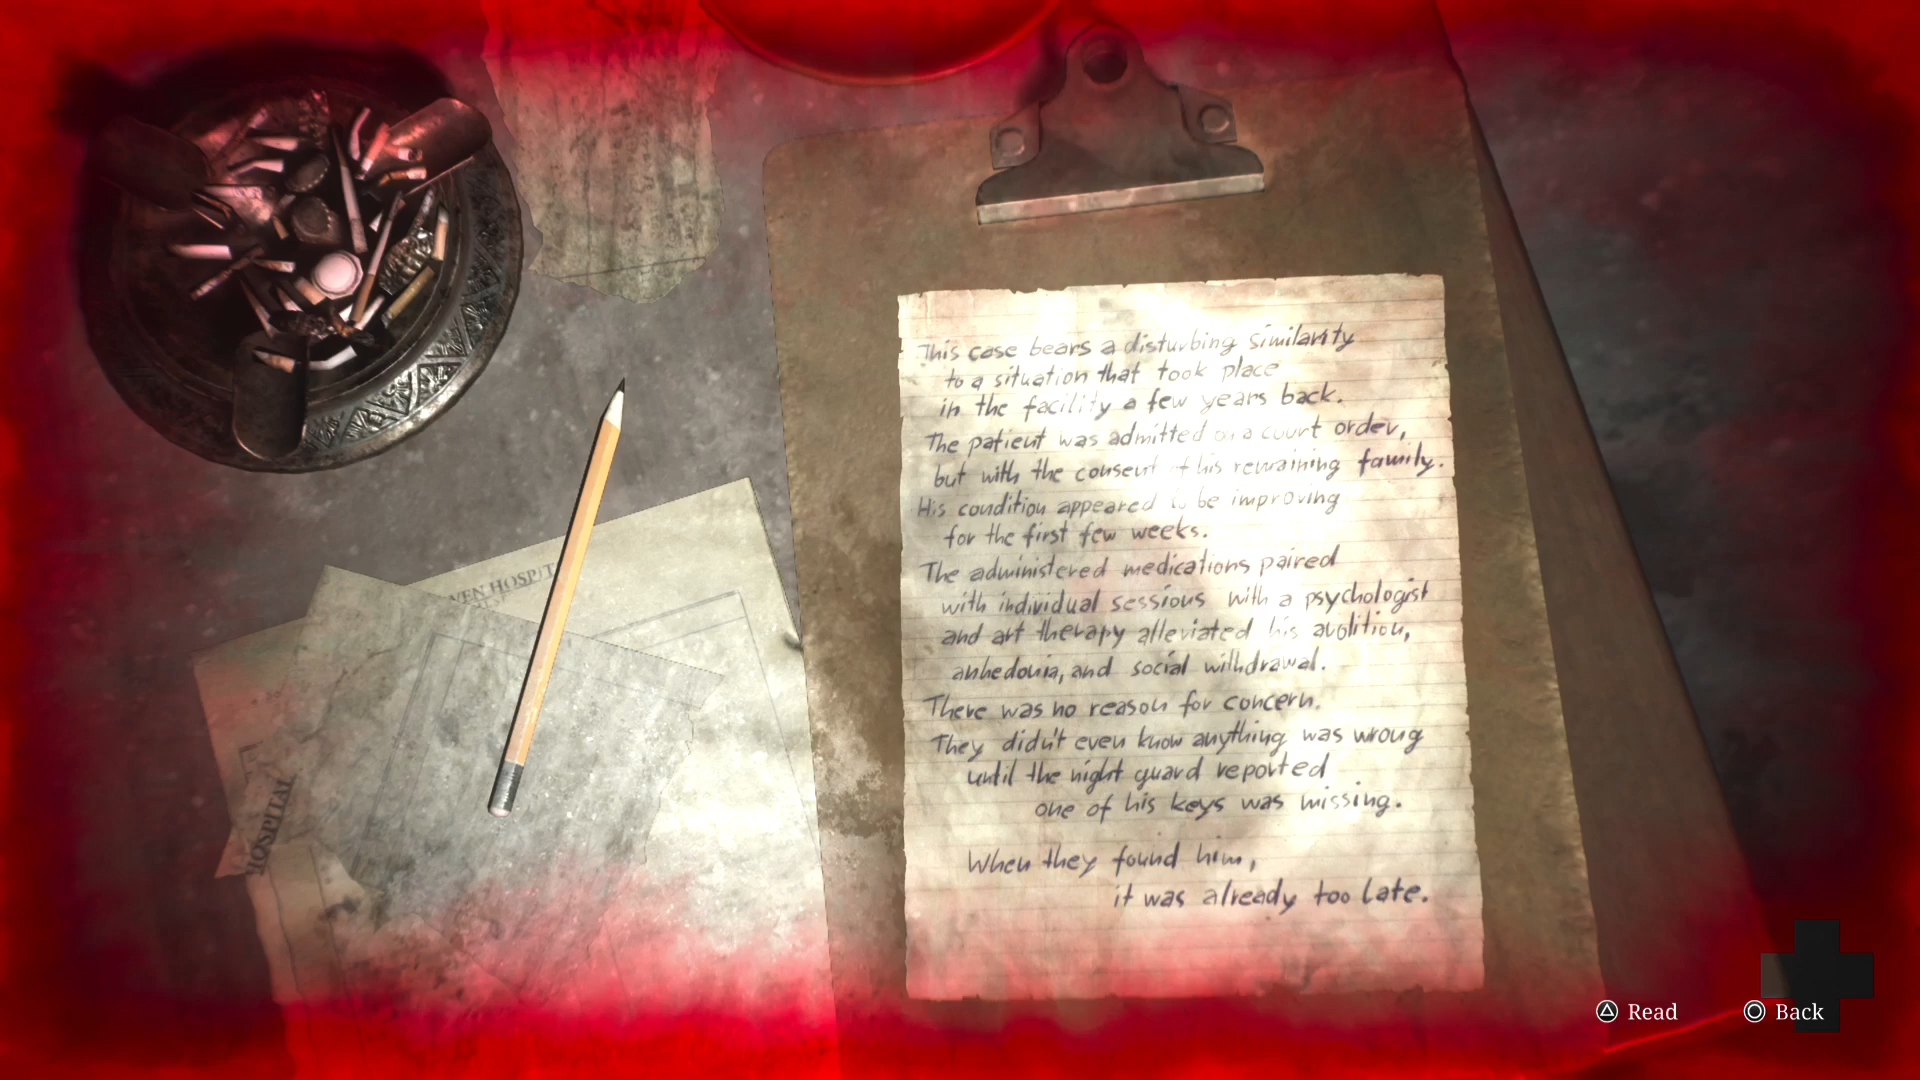 VEN HOSPIT
HOSPITAL
This case bears a disturbing similarity
to a situation that took place
in the facility a few years back.
The patient was admitted on a court order,
but with the consent of his remaining family.
His condition appeared to be improving
for the first few weeks.
The administered medications paired
with individual sessions with a psychologist
and art therapy alleviated his avolition,
anhedonia, and social withdrawal.
There was no reason for concern.
They didn't even know anything was wrong
until the night guard reported
one of his keys was missing.
When they found him,
it was already too late.
Read
Back